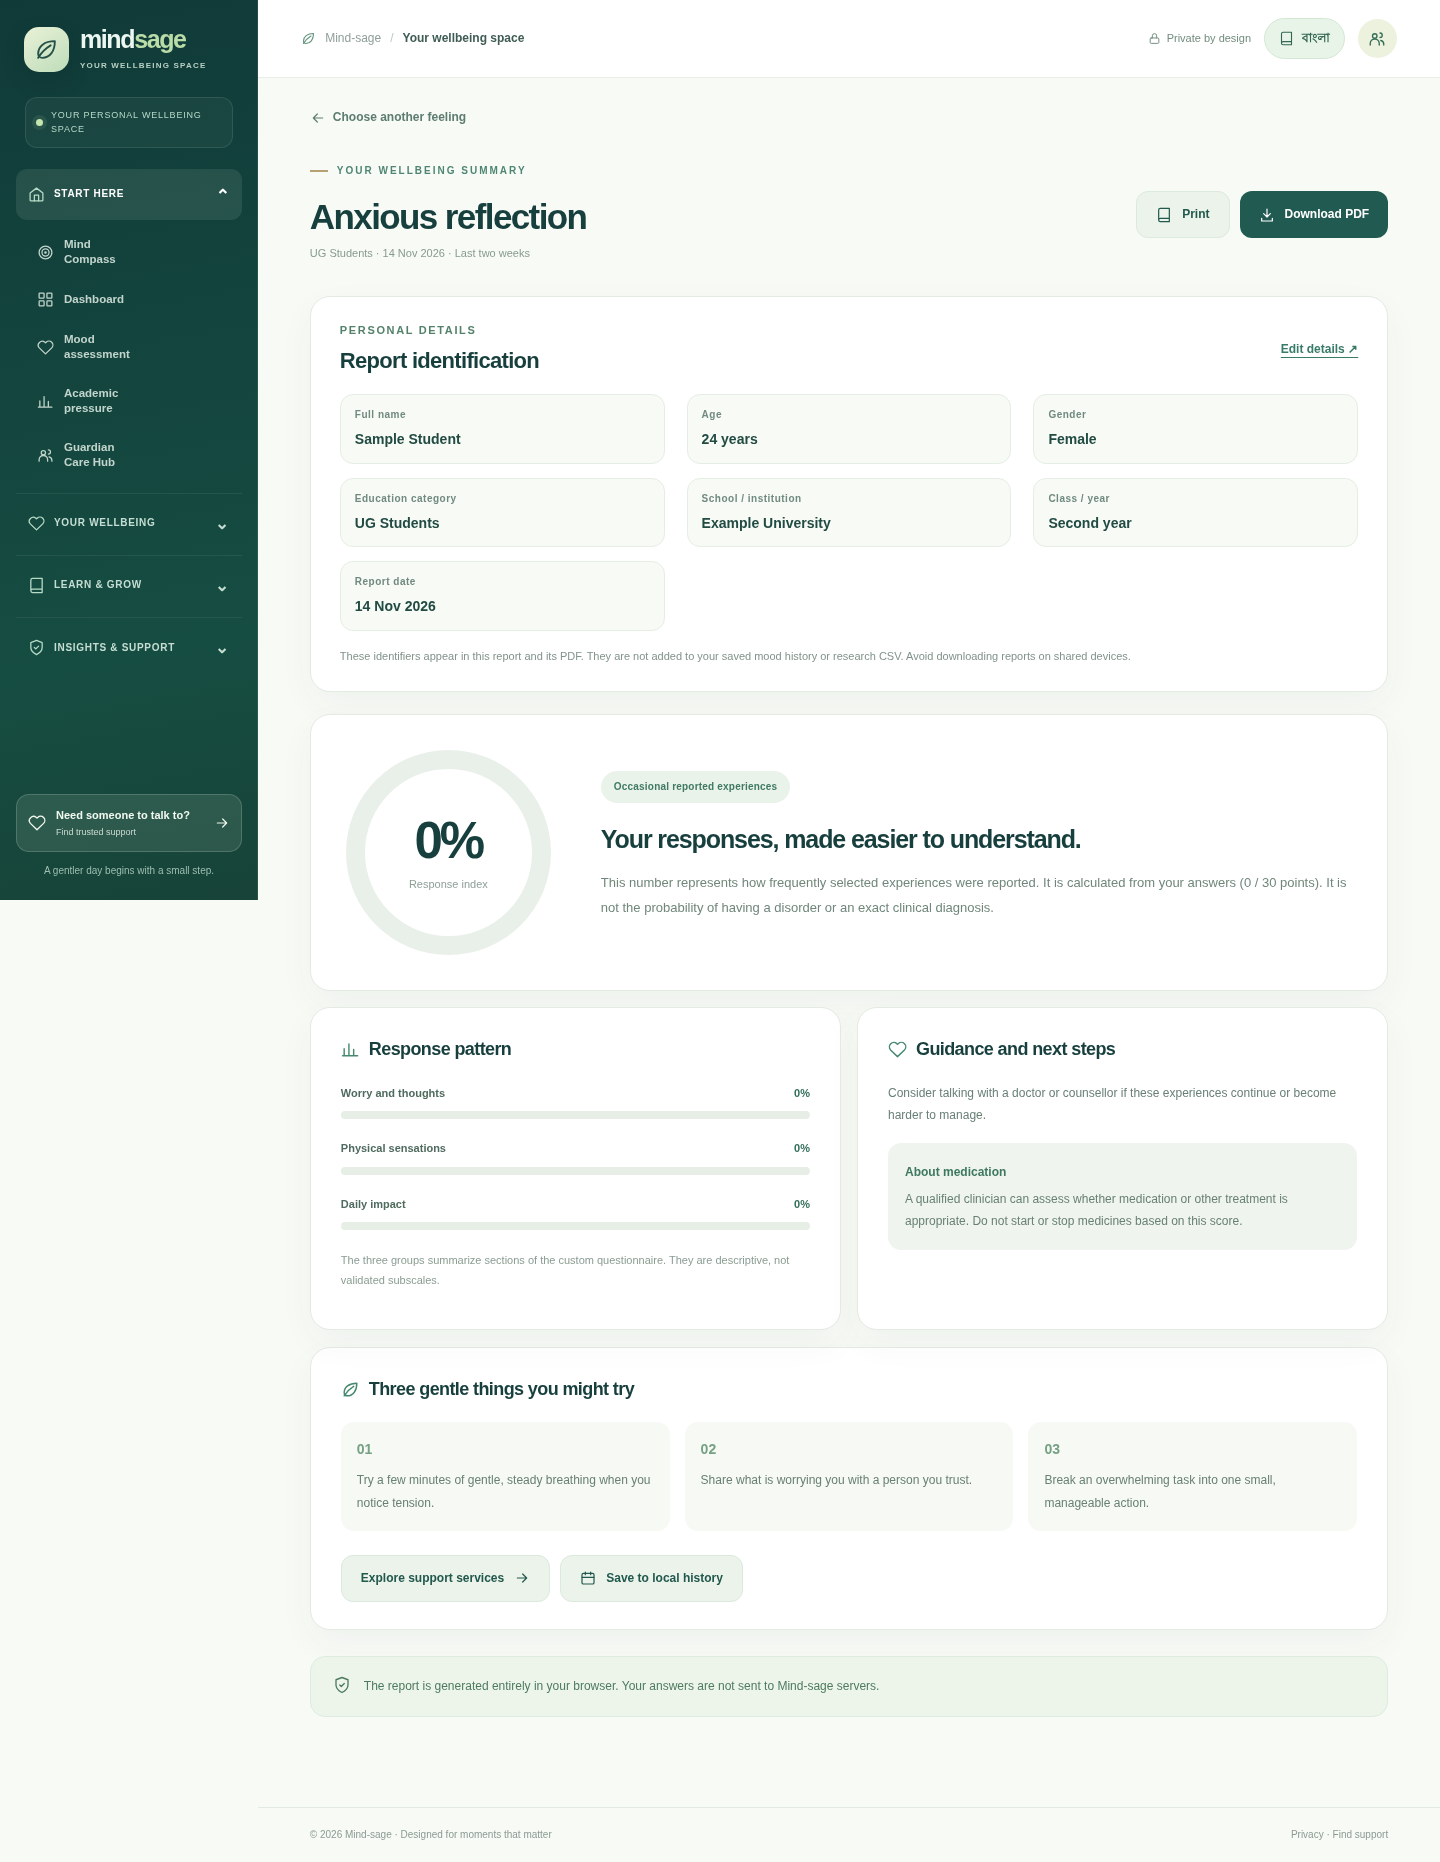 mindsage
YOUR WELLBEING SPACE
YOUR PERSONAL WELLBEING
SPACE
START HERE
Mind
Compass
Dashboard
Mood
assessment
Academic
pressure
Guardian
Care Hub
YOUR WELLBEING
LEARN & GROW
INSIGHTS & SUPPORT
Need someone to talk to?
Find trusted support
A gentler day begins with a small step.
Mind-sage / Your wellbeing space
Private by design
বাংলা
Choose another feeling
YOUR WELLBEING SUMMARY
Anxious reflection
UG Students · 14 Nov 2026 · Last two weeks
Print
Download PDF
PERSONAL DETAILS
Report identification
Edit details ↗
Full name
Sample Student
Age
24 years
Gender
Female
Education category
UG Students
School / institution
Example University
Class / year
Second year
Report date
14 Nov 2026
These identifiers appear in this report and its PDF. They are not added to your saved mood history or research CSV. Avoid downloading reports on shared devices.
0%
Response index
Occasional reported experiences
Your responses, made easier to understand.
This number represents how frequently selected experiences were reported. It is calculated from your answers (0 / 30 points). It is
not the probability of having a disorder or an exact clinical diagnosis.
Response pattern
Worry and thoughts 0%
Physical sensations 0%
Daily impact 0%
The three groups summarize sections of the custom questionnaire. They are descriptive, not
validated subscales.
Guidance and next steps
Consider talking with a doctor or counsellor if these experiences continue or become
harder to manage.
About medication
A qualified clinician can assess whether medication or other treatment is
appropriate. Do not start or stop medicines based on this score.
Three gentle things you might try
01
Try a few minutes of gentle, steady breathing when you
notice tension.
02
Share what is worrying you with a person you trust.
03
Break an overwhelming task into one small,
manageable action.
Explore support services
Save to local history
The report is generated entirely in your browser. Your answers are not sent to Mind-sage servers.
© 2026 Mind-sage · Designed for moments that matter
Privacy · Find support